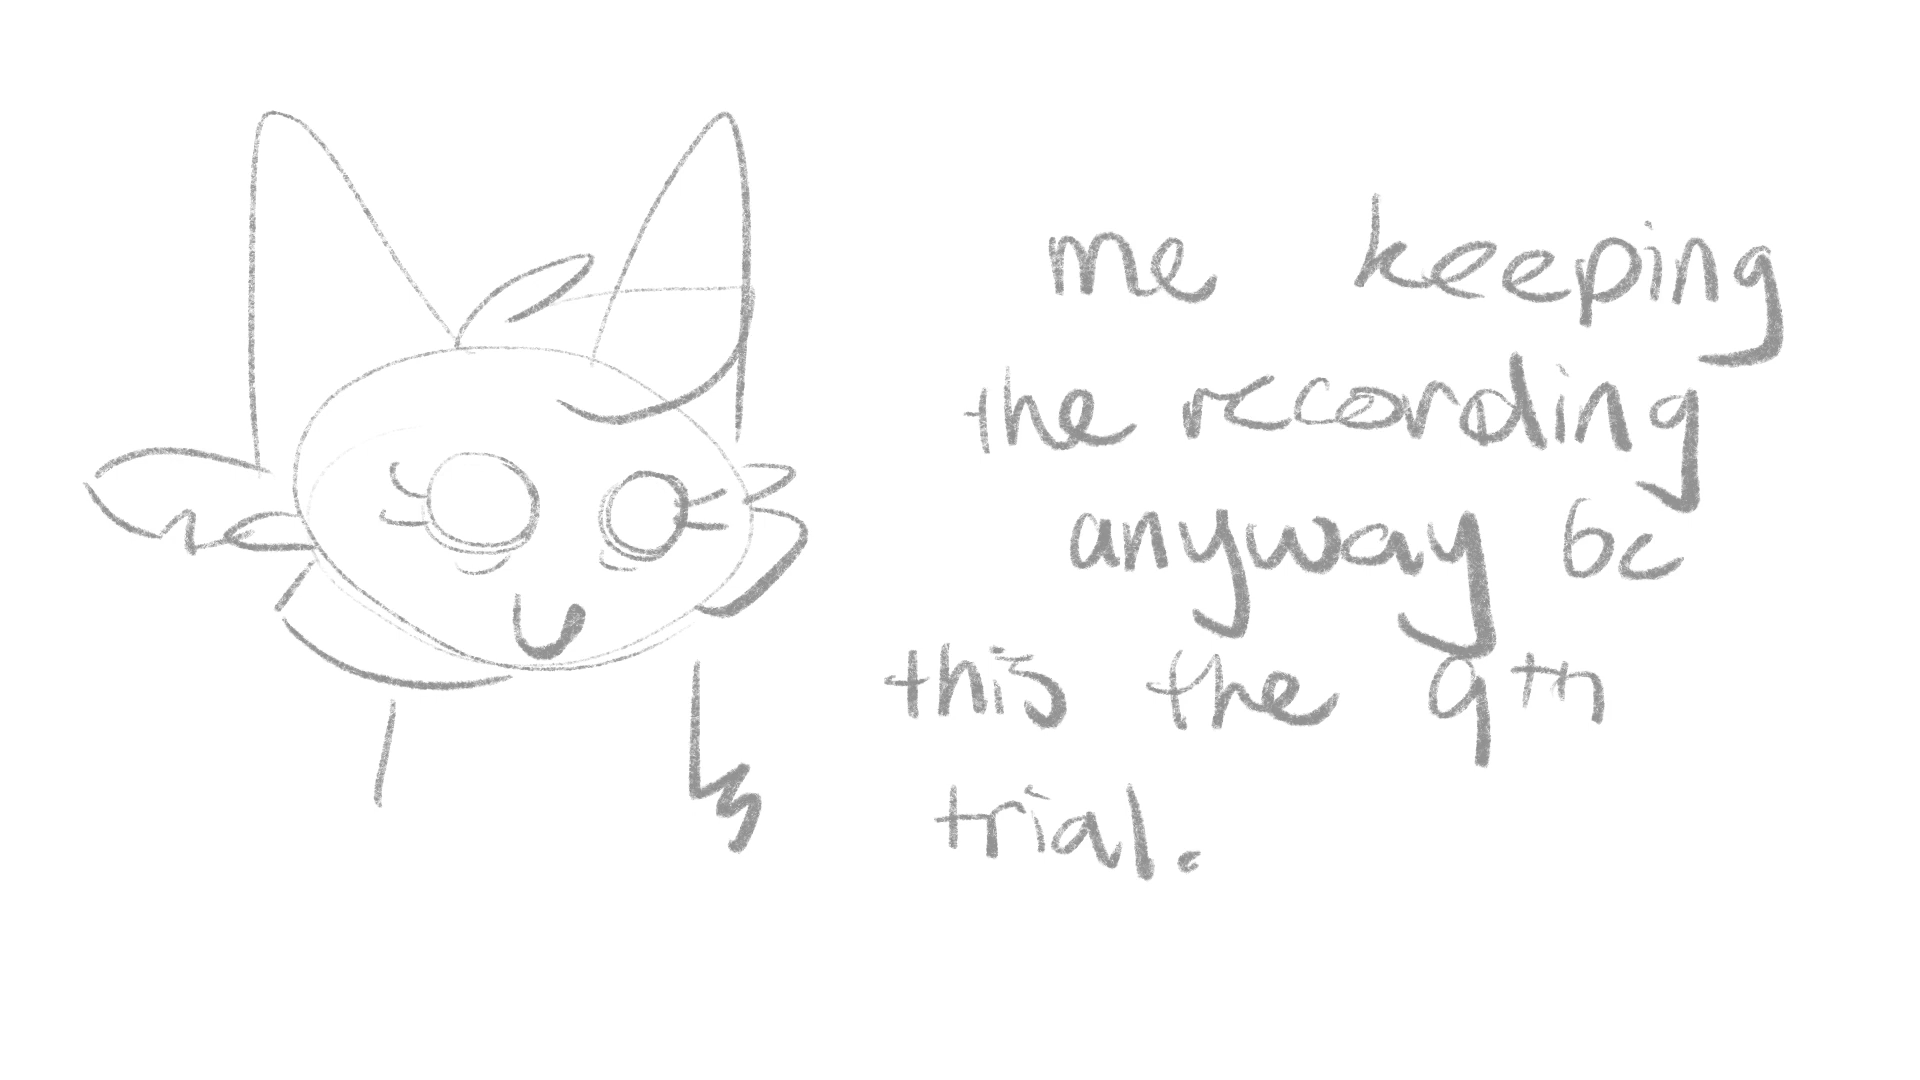 me keeping
the recording
anyway bc
this the 9th
trial.